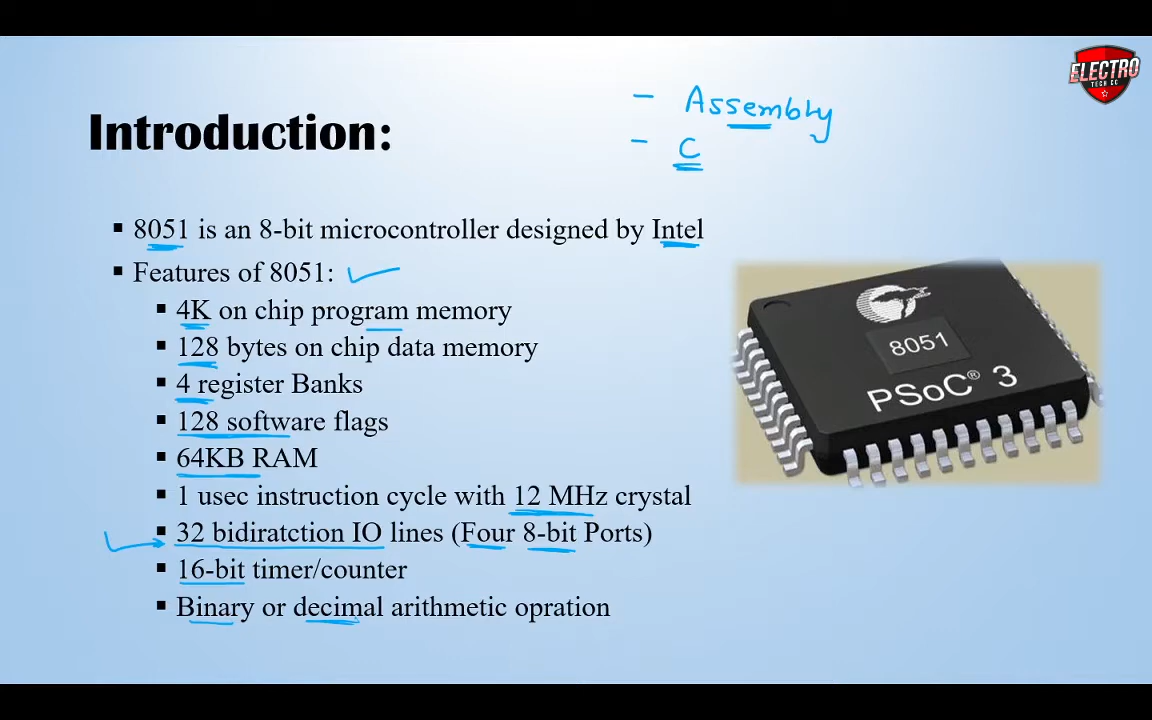 ELECTRO
TECH CO
- Assembly
- C
Introduction:
▪ 8051 is an 8-bit microcontroller designed by Intel
▪ Features of 8051:
▪ 4K on chip program memory
▪ 128 bytes on chip data memory
▪ 4 register Banks
▪ 128 software flags
▪ 64KB RAM
▪ 1 usec instruction cycle with 12 MHz crystal
▪ 32 bidiratction IO lines (Four 8-bit Ports)
▪ 16-bit timer/counter
▪ Binary or decimal arithmetic opration
8051
PSoC® 3